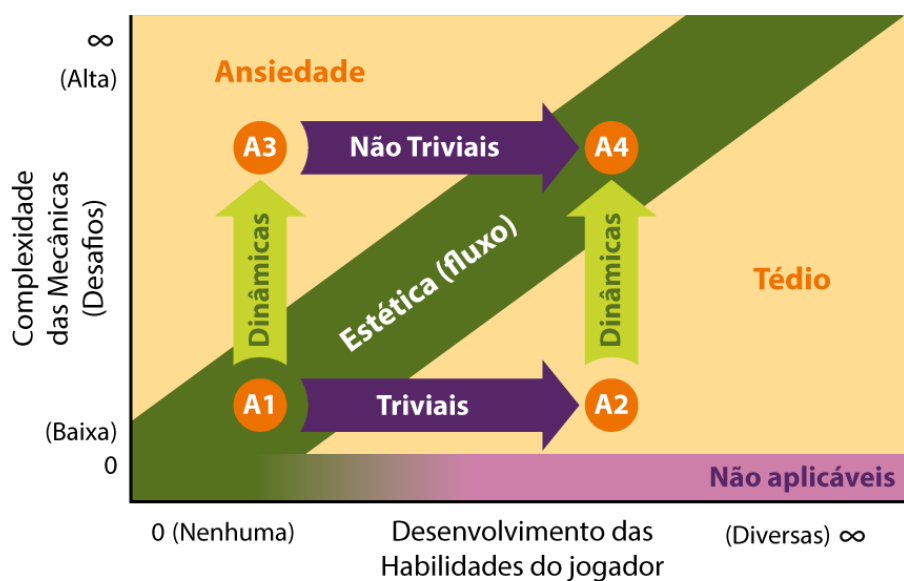 ∞
(Alta)
Ansiedade
A3
Não Triviais
A4
Complexidade
das Mecânicas
(Desafios)
Dinâmicas
Estética (fluxo)
Dinâmicas
Tédio
A1
Triviais
A2
(Baixa)
0
Não aplicáveis
0 (Nenhuma)
Desenvolvimento das
Habilidades do jogador
(Diversas) ∞